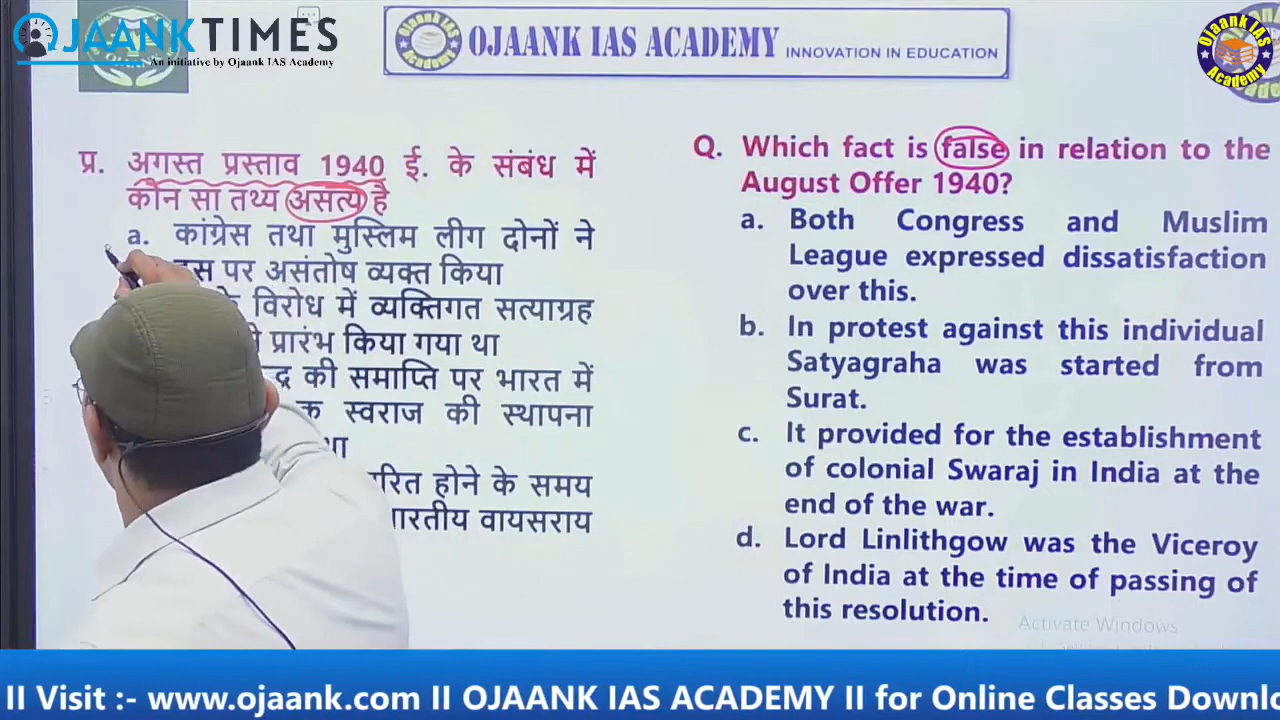 OJAANKTIMES
An initiative by Ojaank IAS Academy
OJAANK IAS ACADEMY INNOVATION IN EDUCATION
Ojaank IAS
Academy
प्र. अगस्त प्रस्ताव 1940 ई. के संबंध में
कौन सा तथ्य असत्य है
a. कांग्रेस तथा मुस्लिम लीग दोनों ने
पर असंतोष व्यक्त किया
विरोध में व्यक्तिगत सत्याग्रह
प्रारंभ किया गया था
की समाप्ति पर भारत में
स्वराज की स्थापना
होने के समय
वायसराय
Q. Which fact is false in relation to the
August Offer 1940?
a. Both Congress and Muslim
League expressed dissatisfaction
over this.
b. In protest against this individual
Satyagraha was started from
Surat.
c. It provided for the establishment
of colonial Swaraj in India at the
end of the war.
d. Lord Linlithgow was the Viceroy
of India at the time of passing of
this resolution.
Activate Windows
II Visit :- www.ojaank.com II OJAANK IAS ACADEMY II for Online Classes